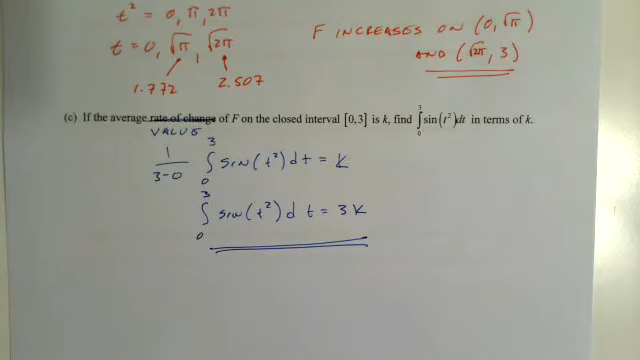 t² = 0, π, 2π
t = 0, √π, √2π
1.772 2.507
F INCREASES ON (0, √π)
AND (√2π, 3)
(c) If the average rate of change of F on the closed interval [0,3] is k, find ∫₀³ sin(t²)dt in terms of k.
VALUE
1/(3-0) ∫₀³ sin(t²) dt = k
∫₀³ sin(t²) dt = 3k